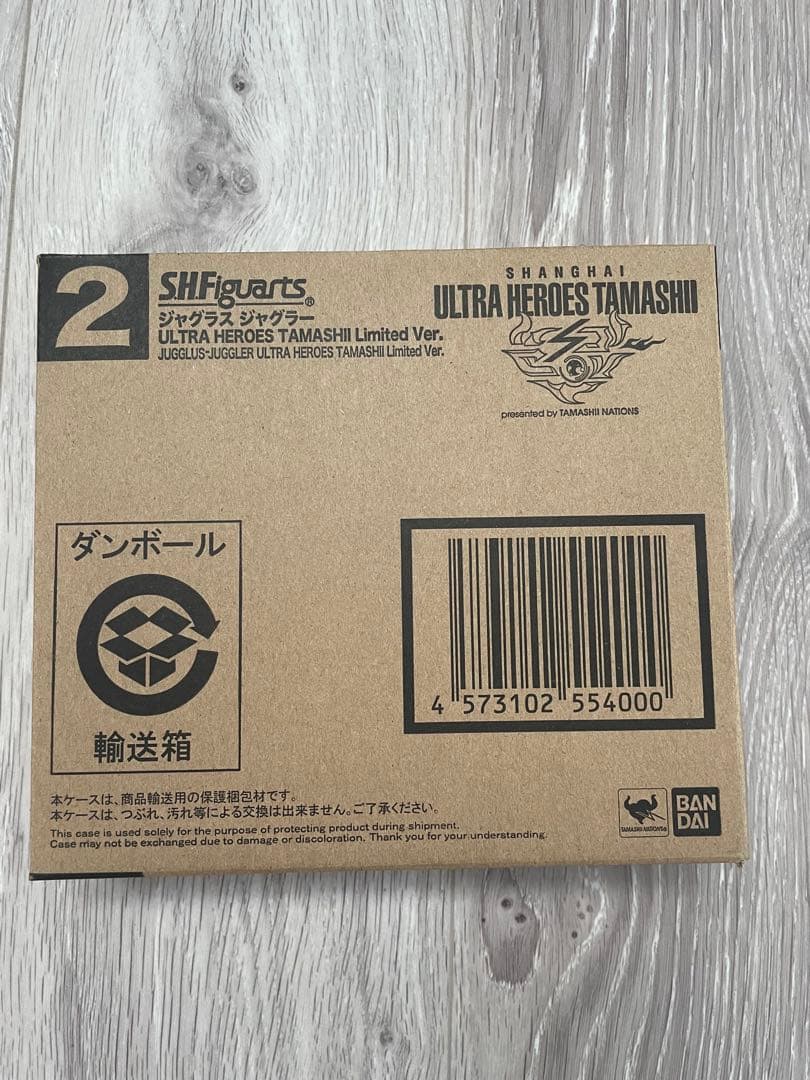 2
S.H.Figuarts®
ジャグラス ジャグラー
ULTRA HEROES TAMASHII Limited Ver.
JUGGLUS-JUGGLER ULTRA HEROES TAMASHII Limited Ver.
SHANGHAI
ULTRA HEROES TAMASHII
presented by TAMASHII NATIONS
ダンボール
輸送箱
4 573102 554000
本ケースは、商品輸送用の保護梱包材です。
本ケースは、つぶれ、汚れ等による交換は出来ません。ご了承ください。
This case is used solely for the purpose of protecting product during shipment.
Case may not be exchanged due to damage or discoloration. Thank you for your understanding.
TAMASHII NATIONS®
BAN
DAI